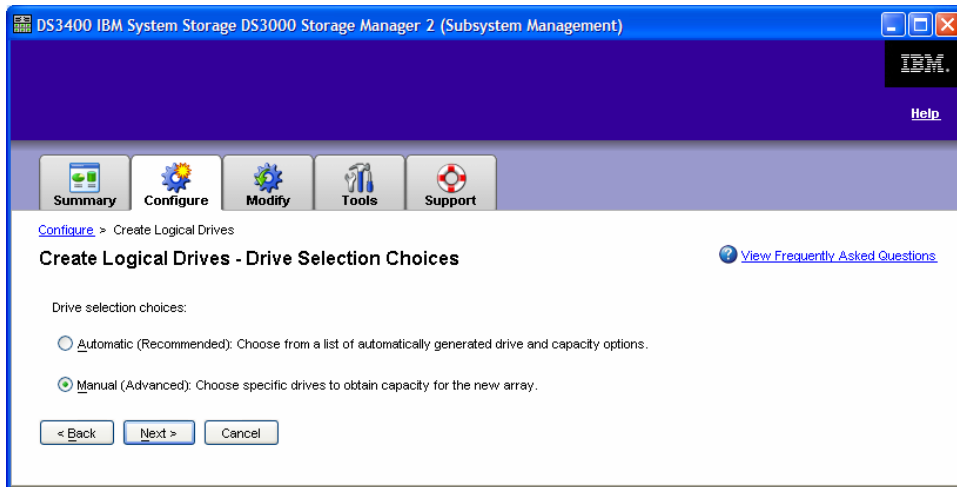 DS3400 IBM System Storage DS3000 Storage Manager 2 (Subsystem Management)
IBM.
Help
Summary
Configure
Modify
Tools
Support
Configure > Create Logical Drives
Create Logical Drives - Drive Selection Choices
? View Frequently Asked Questions
Drive selection choices:
Automatic (Recommended): Choose from a list of automatically generated drive and capacity options.
Manual (Advanced): Choose specific drives to obtain capacity for the new array.
< Back
Next >
Cancel